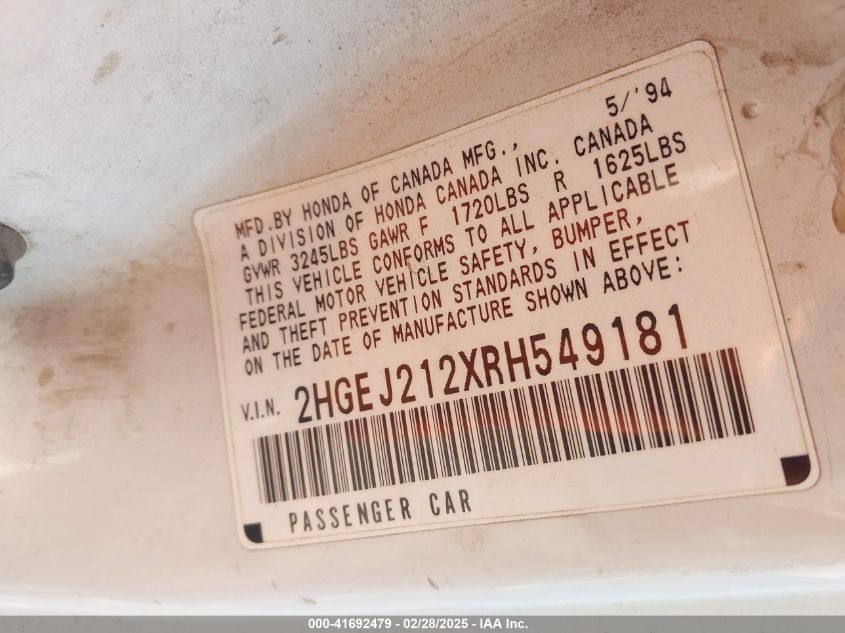 5/'94
MFD.BY HONDA OF CANADA MFG.,
A DIVISION OF HONDA CANADA INC. CANADA
GVWR 3245LBS GAWR F 1720LBS R 1625LBS
THIS VEHICLE CONFORMS TO ALL APPLICABLE
FEDERAL MOTOR VEHICLE SAFETY, BUMPER,
AND THEFT PREVENTION STANDARDS IN EFFECT
ON THE DATE OF MANUFACTURE SHOWN ABOVE:
V.I.N. 2HGEJ212XRH549181
PASSENGER CAR
000-41692479 - 02/28/2025 - IAA Inc.